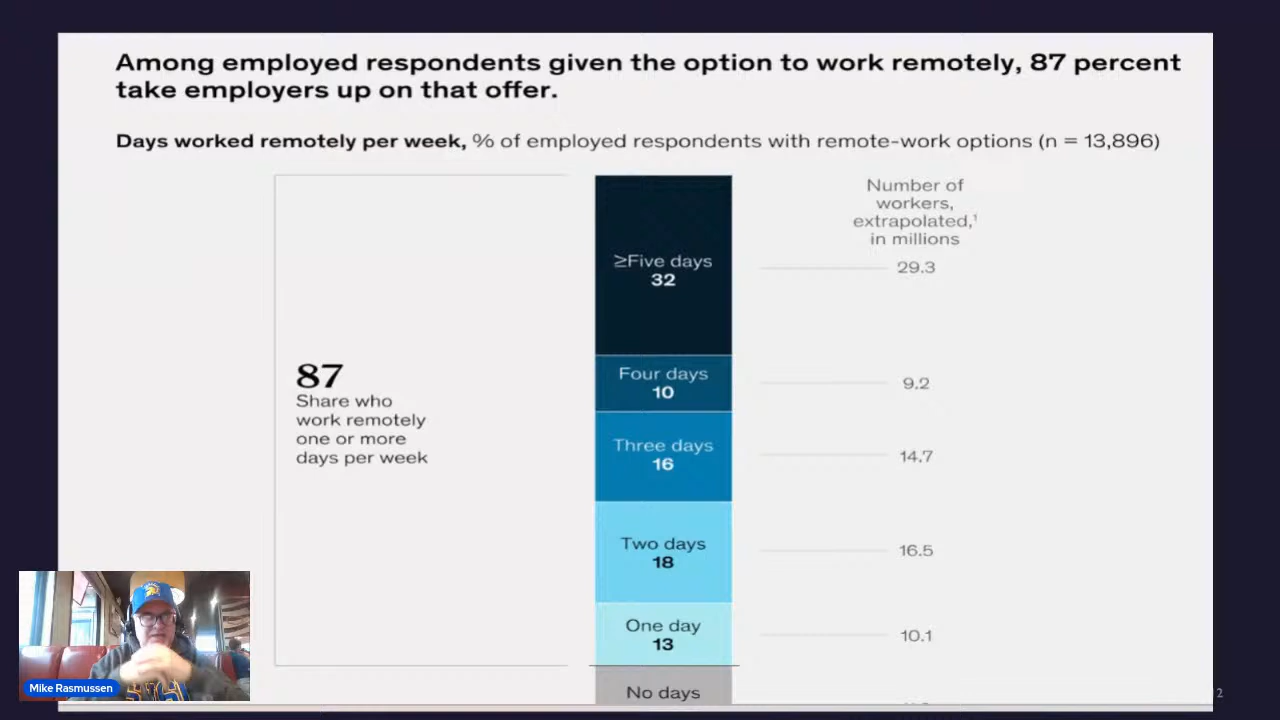 Among employed respondents given the option to work remotely, 87 percent
take employers up on that offer.
Days worked remotely per week, % of employed respondents with remote-work options (n = 13,896)
Number of
workers,
extrapolated,¹
in millions
≥Five days
32
29.3
Four days
10
9.2
87
Share who
work remotely
one or more
days per week
Three days
16
14.7
Two days
18
16.5
One day
13
10.1
No days
Mike Rasmussen
2